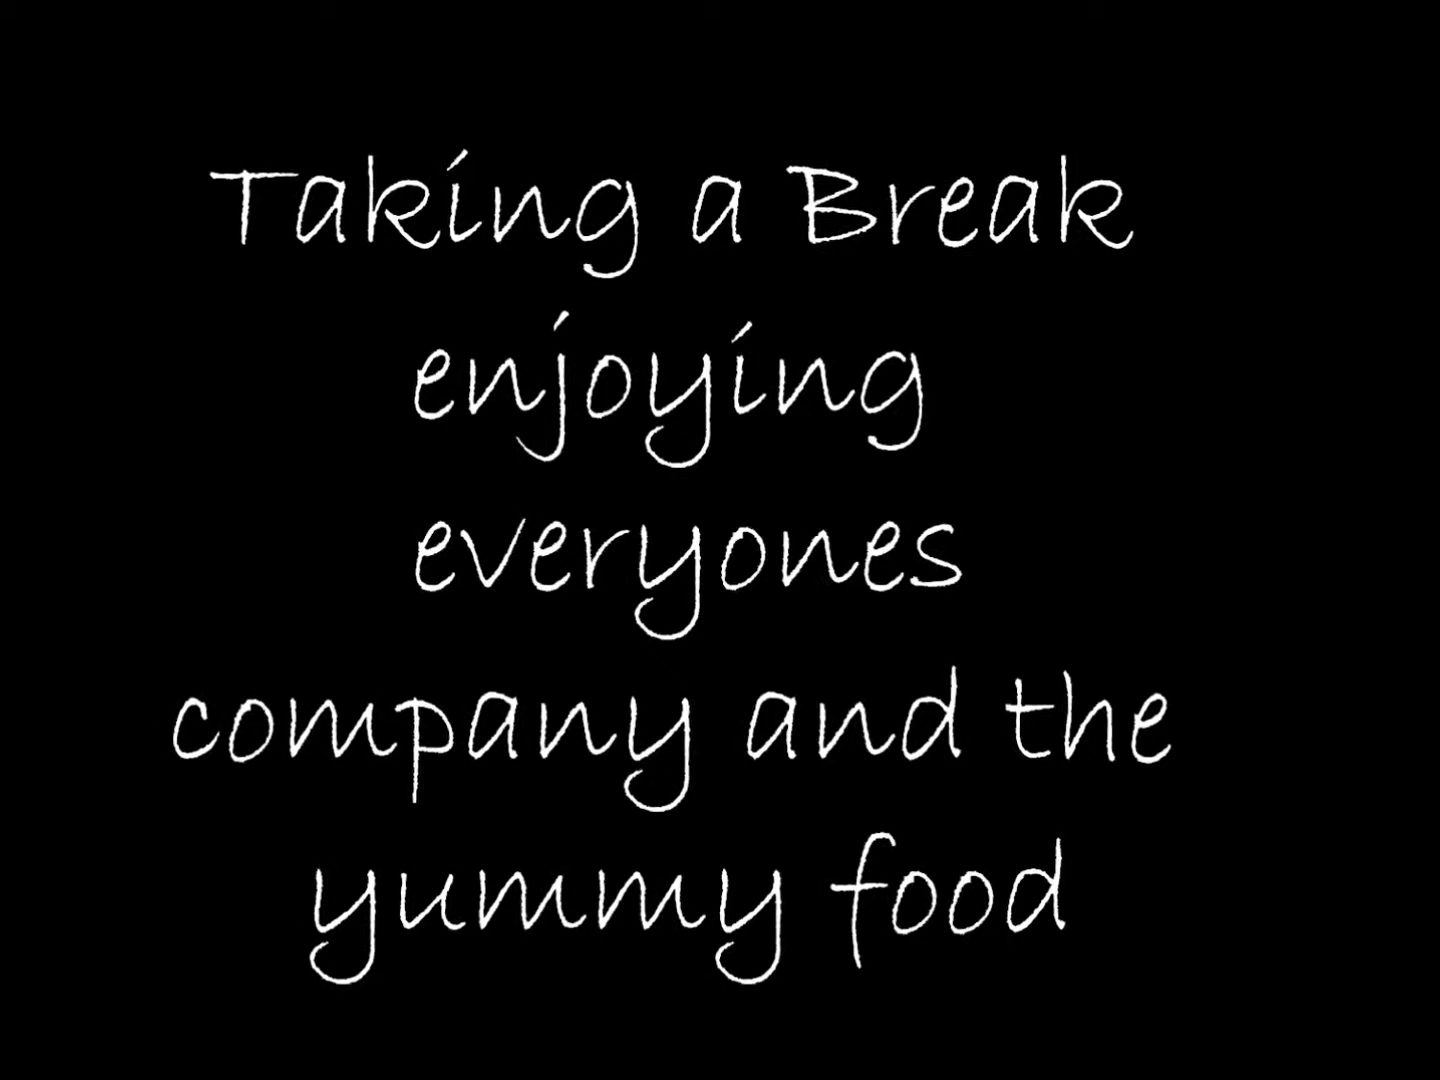 Taking a Break
enjoying
everyones
company and the
yummy food